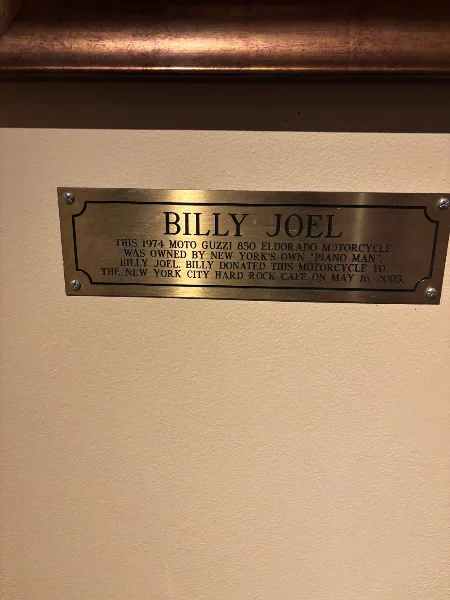 BILLY JOEL
THIS 1974 MOTO GUZZI 850 ELDORADO MOTORCYCLE
WAS OWNED BY NEW YORK'S OWN "PIANO MAN",
BILLY JOEL. BILLY DONATED THIS MOTORCYCLE TO
THE NEW YORK CITY HARD ROCK CAFE ON MAY 16, 2003.